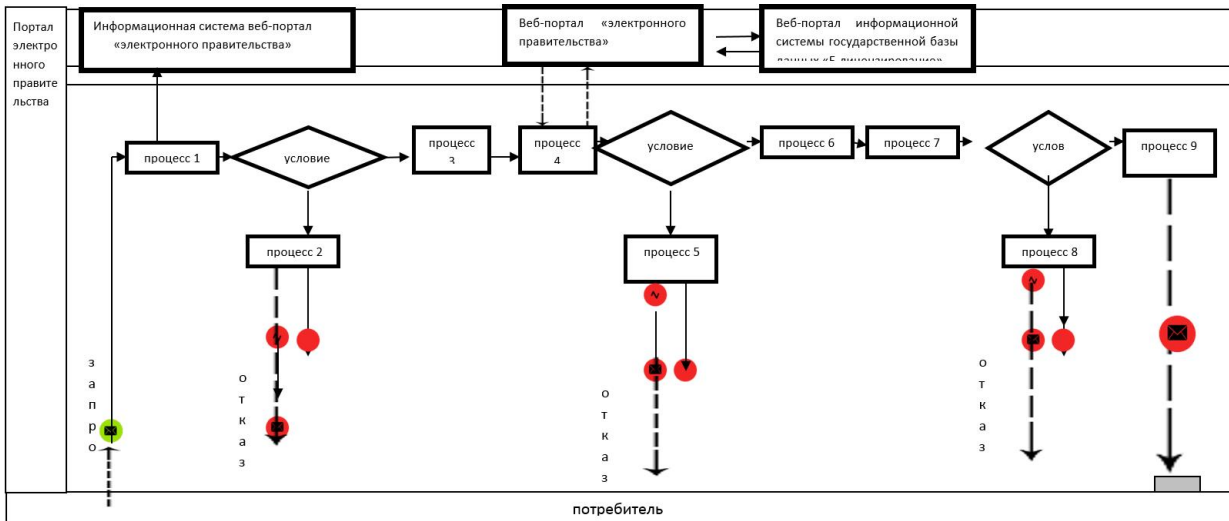 Портал
электро
нного
правите
льства
Информационная система веб-портал
«электронного правительства»
Веб-портал «электронного
правительства»
Веб-портал информационной
системы государственной базы
данных «Е-лицензирование»
процесс 1
условие
процесс
3
процесс
4
условие
процесс 6
процесс 7
услов
процесс 9
процесс 2
процесс 5
процесс 8
з
а
п
р
о
о
т
к
а
з
о
т
к
а
з
о
т
к
а
з
потребитель